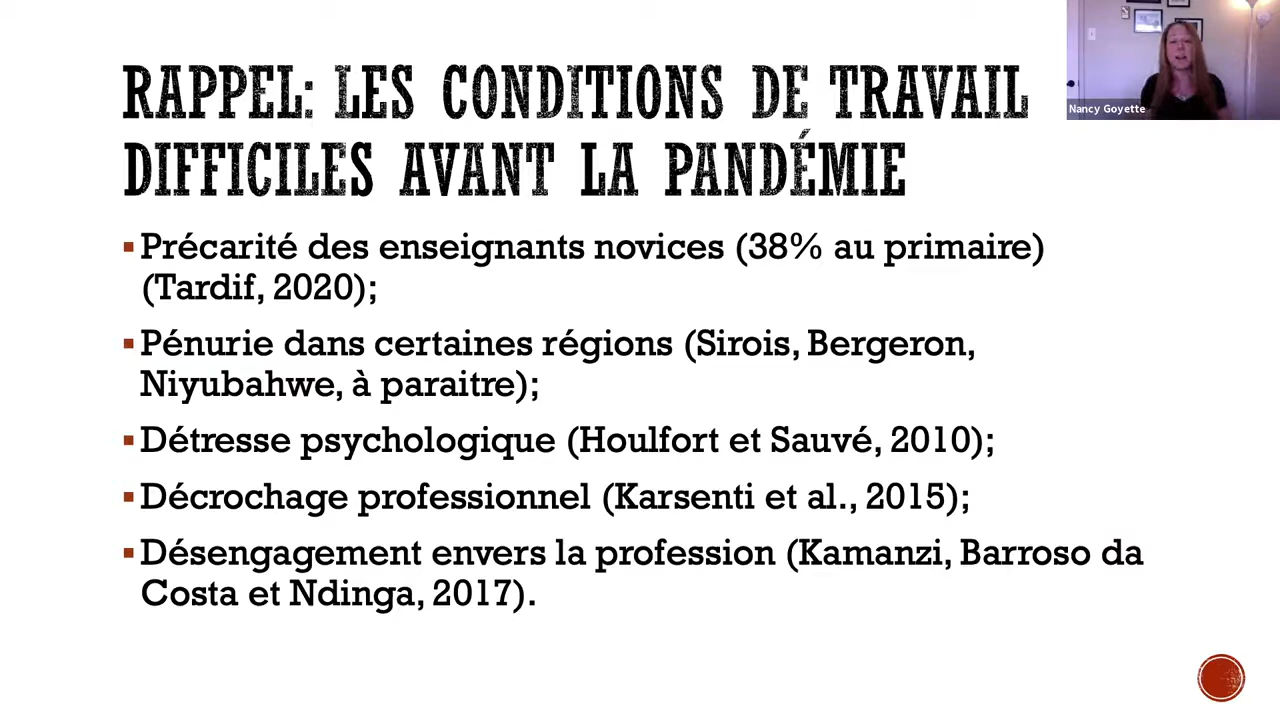 RAPPEL: LES CONDITIONS DE TRAVAIL
DIFFICILES AVANT LA PANDÉMIE
Nancy Goyette
▪Précarité des enseignants novices (38% au primaire)
(Tardif, 2020);
▪Pénurie dans certaines régions (Sirois, Bergeron,
Niyubahwe, à paraitre);
▪Détresse psychologique (Houlfort et Sauvé, 2010);
▪Décrochage professionnel (Karsenti et al., 2015);
▪Désengagement envers la profession (Kamanzi, Barroso da
Costa et Ndinga, 2017).